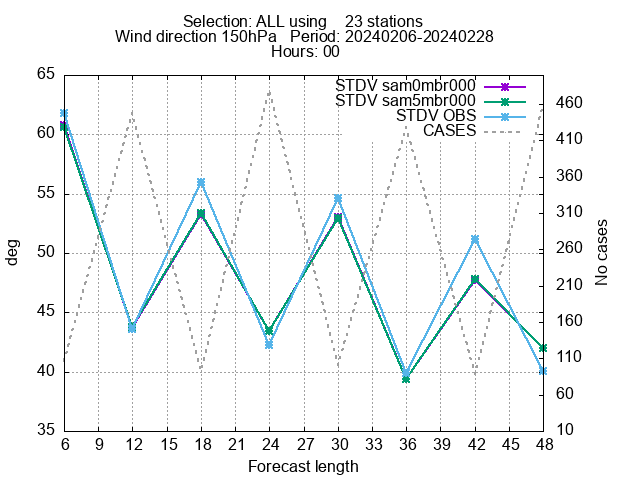 Selection: ALL using    23 stations
Wind direction 150hPa   Period: 20240206-20240228
Hours: 00
STDV sam0mbr000
STDV sam5mbr000
STDV OBS
CASES
65
60
55
50
45
40
35
deg
460
410
360
310
260
210
160
110
60
10
No cases
6 9 12 15 18 21 24 27 30 33 36 39 42 45 48
Forecast length